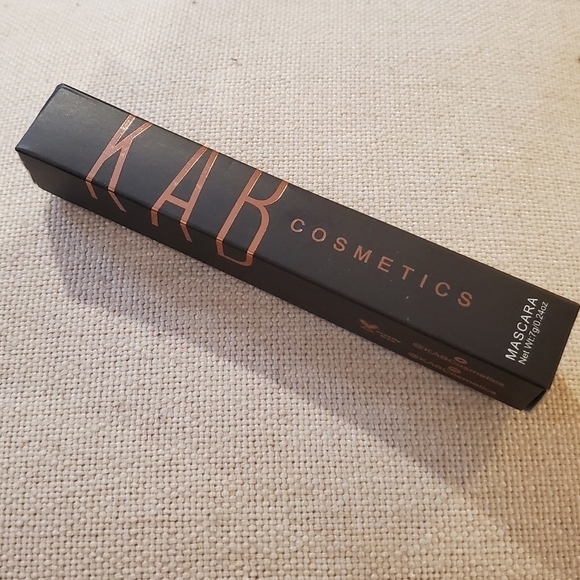 KAB
COSMETICS
MASCARA
Net Wt:7g/0.24oz